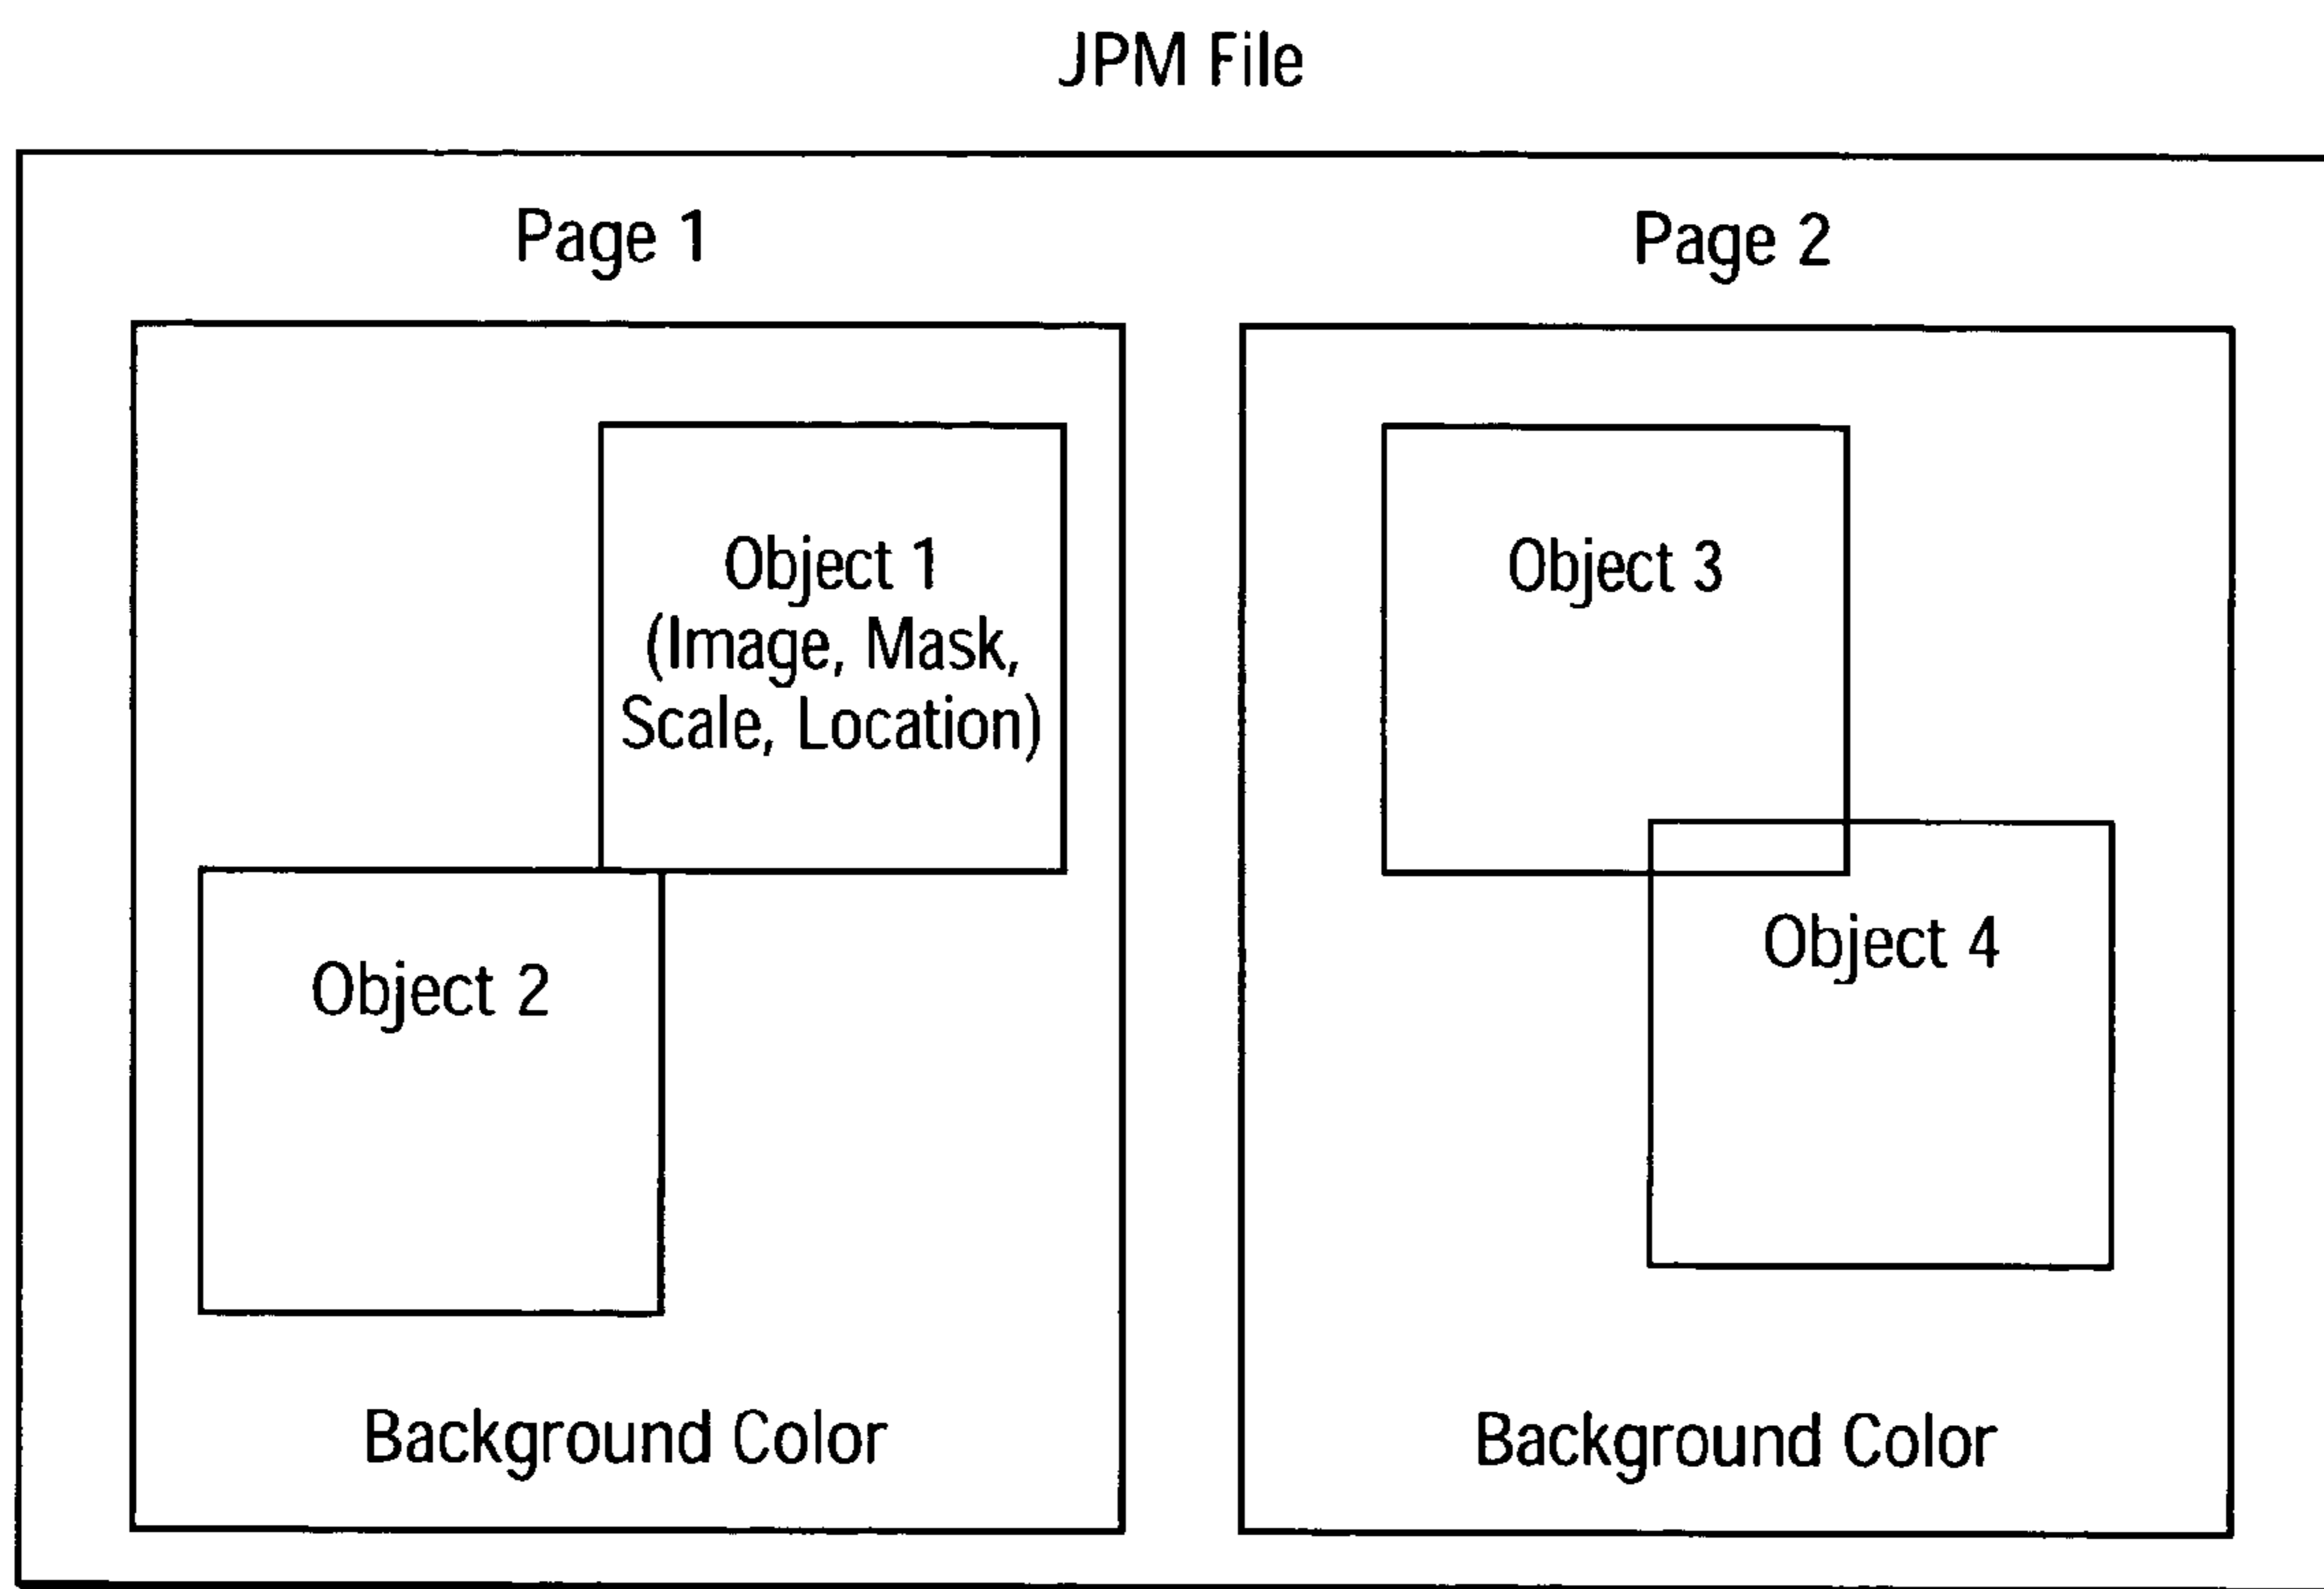 JPM File
Page 1
Object 1
(Image, Mask,
Scale, Location)
Object 2
Background Color
Page 2
Object 3
Object 4
Background Color